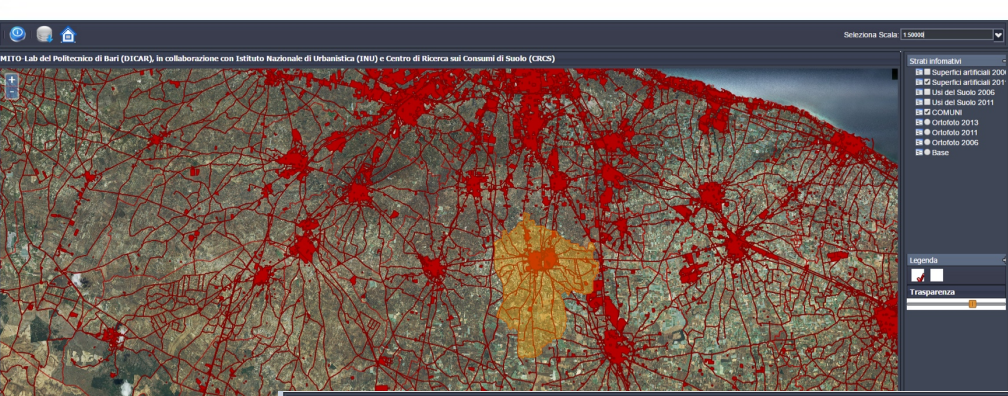 Seleziona Scala: 1:50000
MITO-Lab del Politecnico di Bari (DICAR), in collaborazione con Istituto Nazionale di Urbanistica (INU) e Centro di Ricerca sui Consumi di Suolo (CRCS)
Strati infomativi
Superfici artificiali 200
Superfici artificiali 201
Usi del Suolo 2006
Usi del Suolo 2011
COMUNI
Ortofoto 2013
Ortofoto 2011
Ortofoto 2006
Base
Legenda
Trasparenza